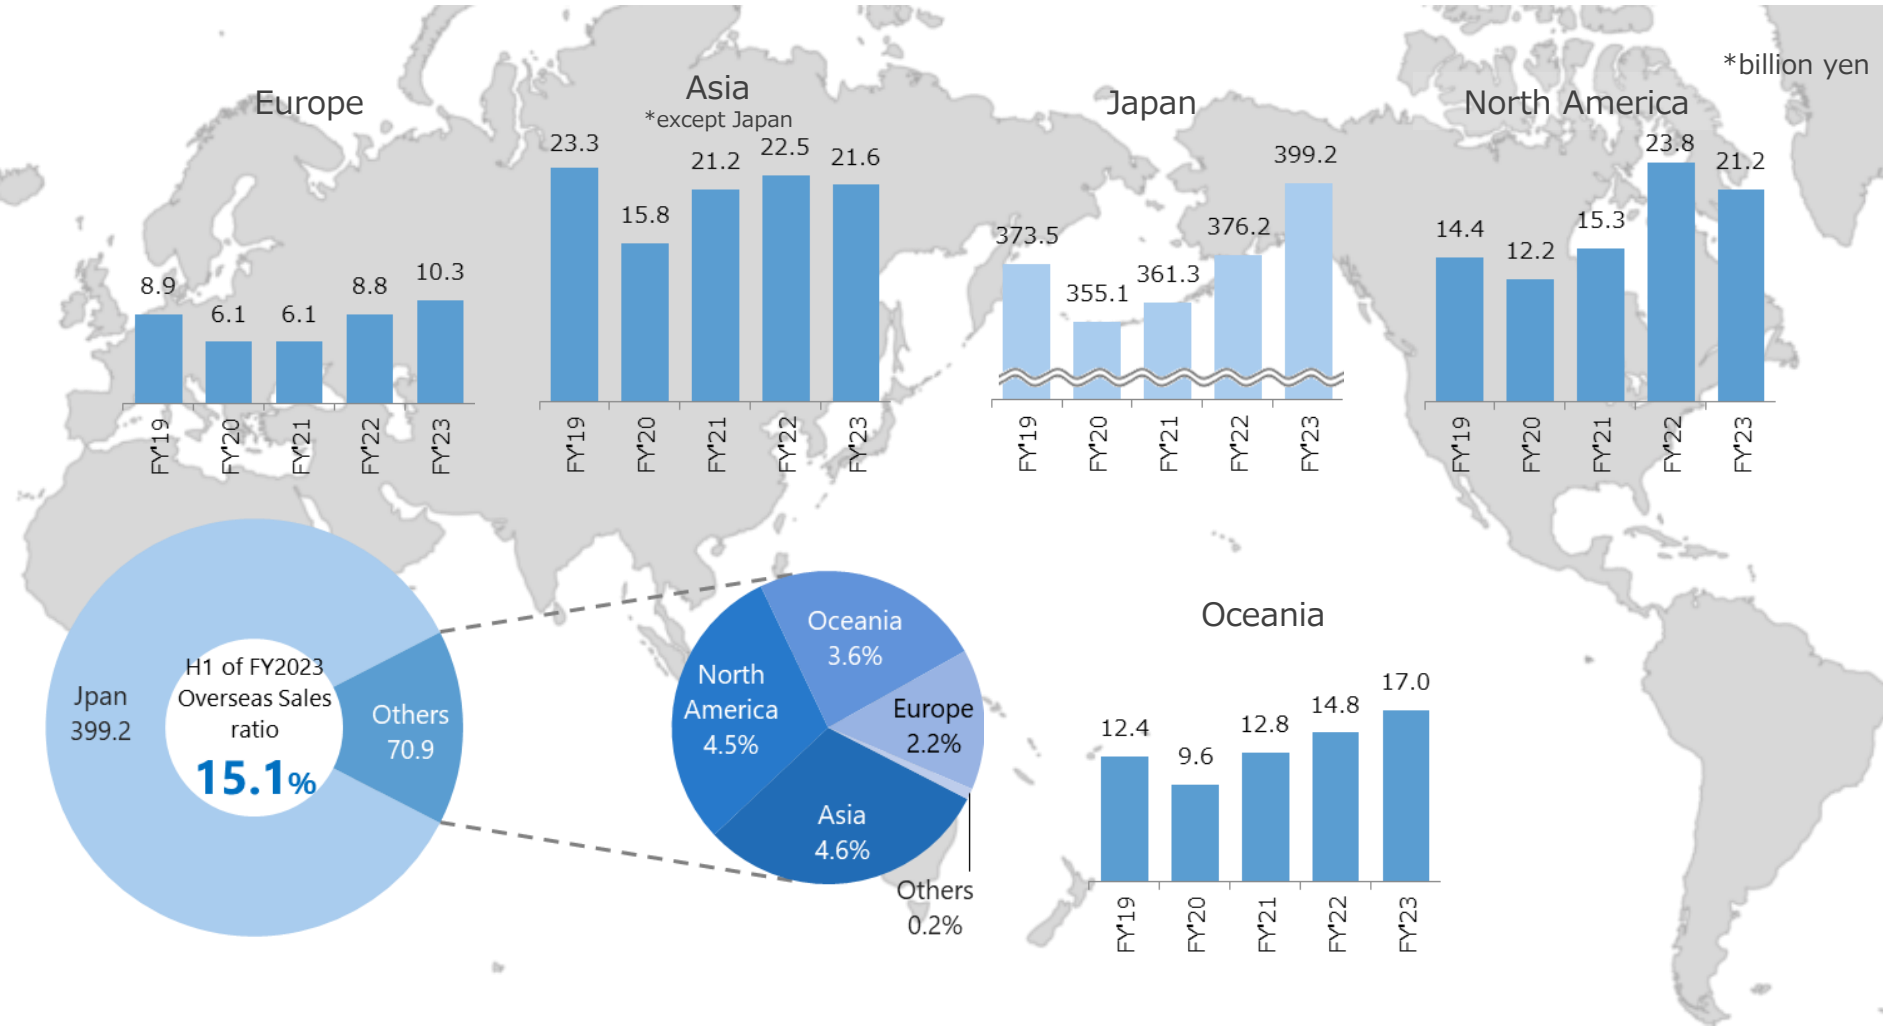 *billion yen
Europe
8.9
6.1
6.1
8.8
10.3
FY'19
FY'20
FY'21
FY'22
FY'23
Asia
*except Japan
23.3
15.8
21.2
22.5
21.6
FY'19
FY'20
FY'21
FY'22
FY'23
Japan
373.5
355.1
361.3
376.2
399.2
FY'19
FY'20
FY'21
FY'22
FY'23
North America
14.4
12.2
15.3
23.8
21.2
FY'19
FY'20
FY'21
FY'22
FY'23
Jpan
399.2
H1 of FY2023
Overseas Sales
ratio
15.1%
Others
70.9
Oceania
3.6%
North
America
4.5%
Europe
2.2%
Asia
4.6%
Others
0.2%
Oceania
12.4
9.6
12.8
14.8
17.0
FY'19
FY'20
FY'21
FY'22
FY'23